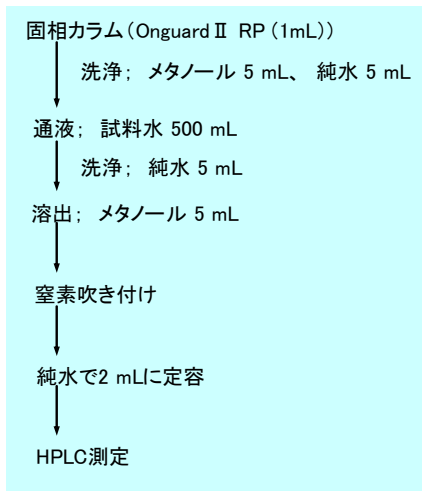 固相カラム（OnguardⅡ RP (1mL)）
洗浄； メタノール 5 mL、 純水 5 mL
通液； 試料水 500 mL
洗浄； 純水 5 mL
溶出； メタノール 5 mL
窒素吹き付け
純水で2 mLに定容
HPLC測定